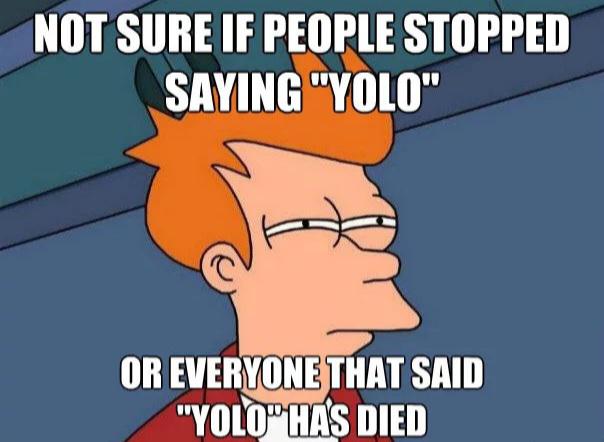 NOT SURE IF PEOPLE STOPPED
SAYING "YOLO"
OR EVERYONE THAT SAID
"YOLO" HAS DIED